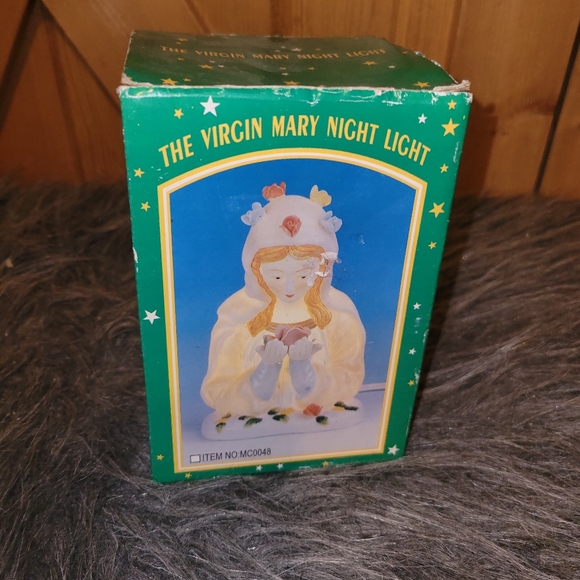 THE VIRGIN MARY NIGHT LIGHT
THE VIRGIN MARY NIGHT LIGHT
ITEM NO:MC0048